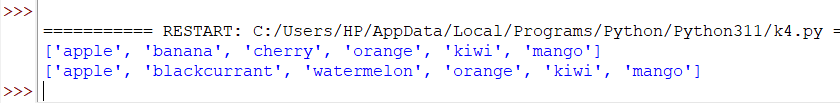 >>>
=========== RESTART: C:/Users/HP/AppData/Local/Programs/Python/Python311/k4.py =
['apple', 'banana', 'cherry', 'orange', 'kiwi', 'mango']
['apple', 'blackcurrant', 'watermelon', 'orange', 'kiwi', 'mango']
>>>